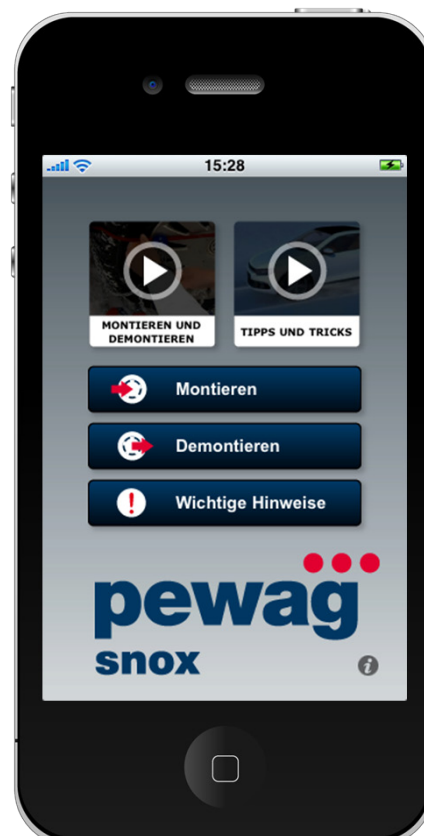 15:28
MONTIEREN UND
DEMONTIEREN
TIPPS UND TRICKS
Montieren
Demontieren
Wichtige Hinweise
pewag
snox
i